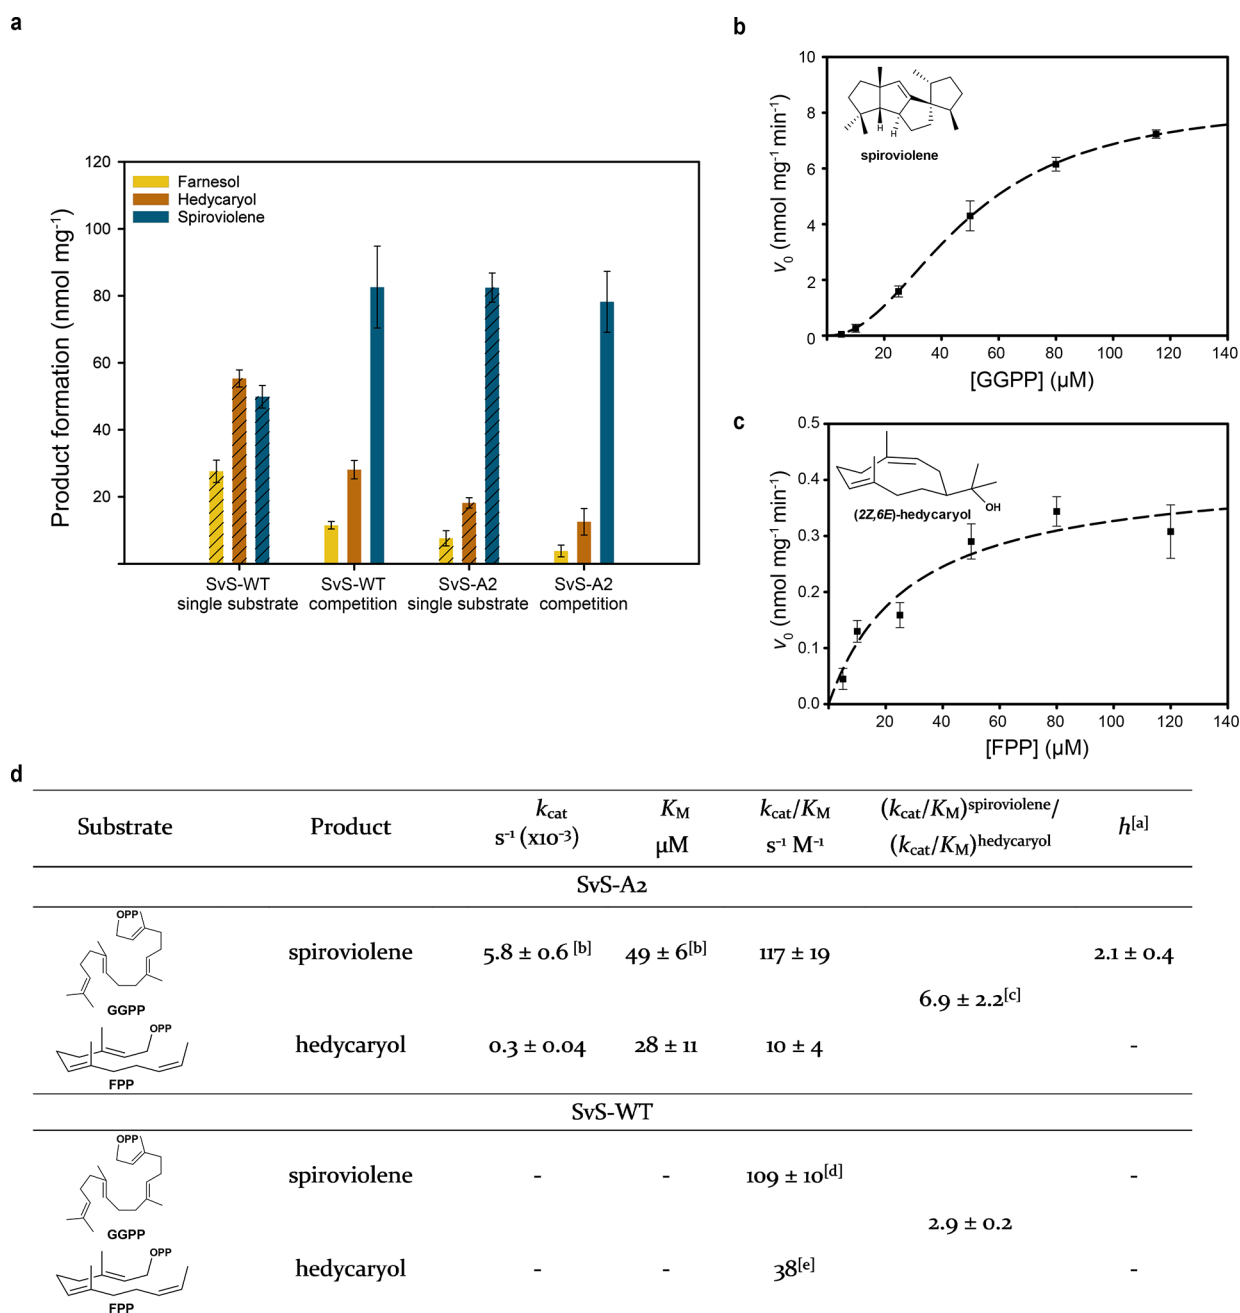 a
Product formation (nmol mg⁻¹)
120
100
80
60
40
20
Farnesol
Hedycaryol
Spiroviolene
SvS-WT
single substrate
SvS-WT
competition
SvS-A2
single substrate
SvS-A2
competition
b
v₀ (nmol mg⁻¹ min⁻¹)
10
8
6
4
2
0
H
H
spiroviolene
20 40 60 80 100 120 140
[GGPP] (µM)
c
v₀ (nmol mg⁻¹ min⁻¹)
0.5
0.4
0.3
0.2
0.1
0.0
OH
(2Z,6E)-hedycaryol
20 40 60 80 100 120 140
[FPP] (µM)
d
Substrate Product kcat s⁻¹ (x10⁻³) KM µM kcat/KM s⁻¹ M⁻¹ (kcat/KM)spiroviolene/ (kcat/KM)hedycaryol h[a]
SvS-A2
OPP
GGPP
spiroviolene 5.8 ± 0.6 [b] 49 ± 6[b] 117 ± 19 2.1 ± 0.4
6.9 ± 2.2[c]
OPP
FPP
hedycaryol 0.3 ± 0.04 28 ± 11 10 ± 4 -
SvS-WT
OPP
GGPP
spiroviolene - - 109 ± 10[d] -
2.9 ± 0.2
OPP
FPP
hedycaryol - - 38[e] -